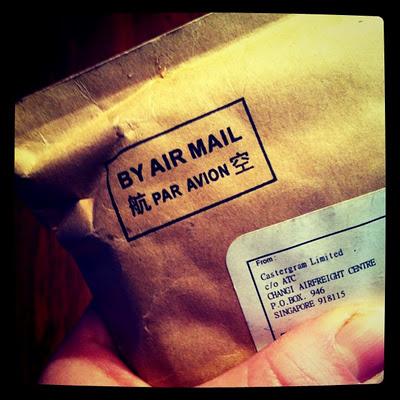 BY AIR MAIL
航 PAR AVION 空
From:
Castergram Limited
c/o ATC
CHANGI AIRFREIGHT CENTRE
P.O.BOX. 946
SINGAPORE 918115